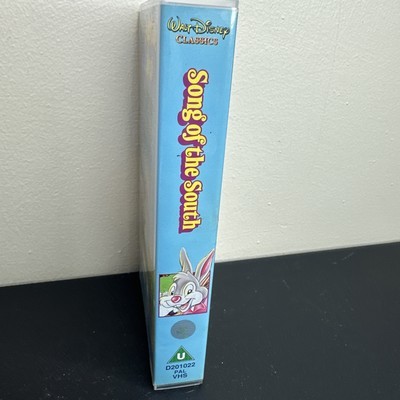 Walt Disney
CLASSICS
Song of the South
U
D201022
PAL
VHS